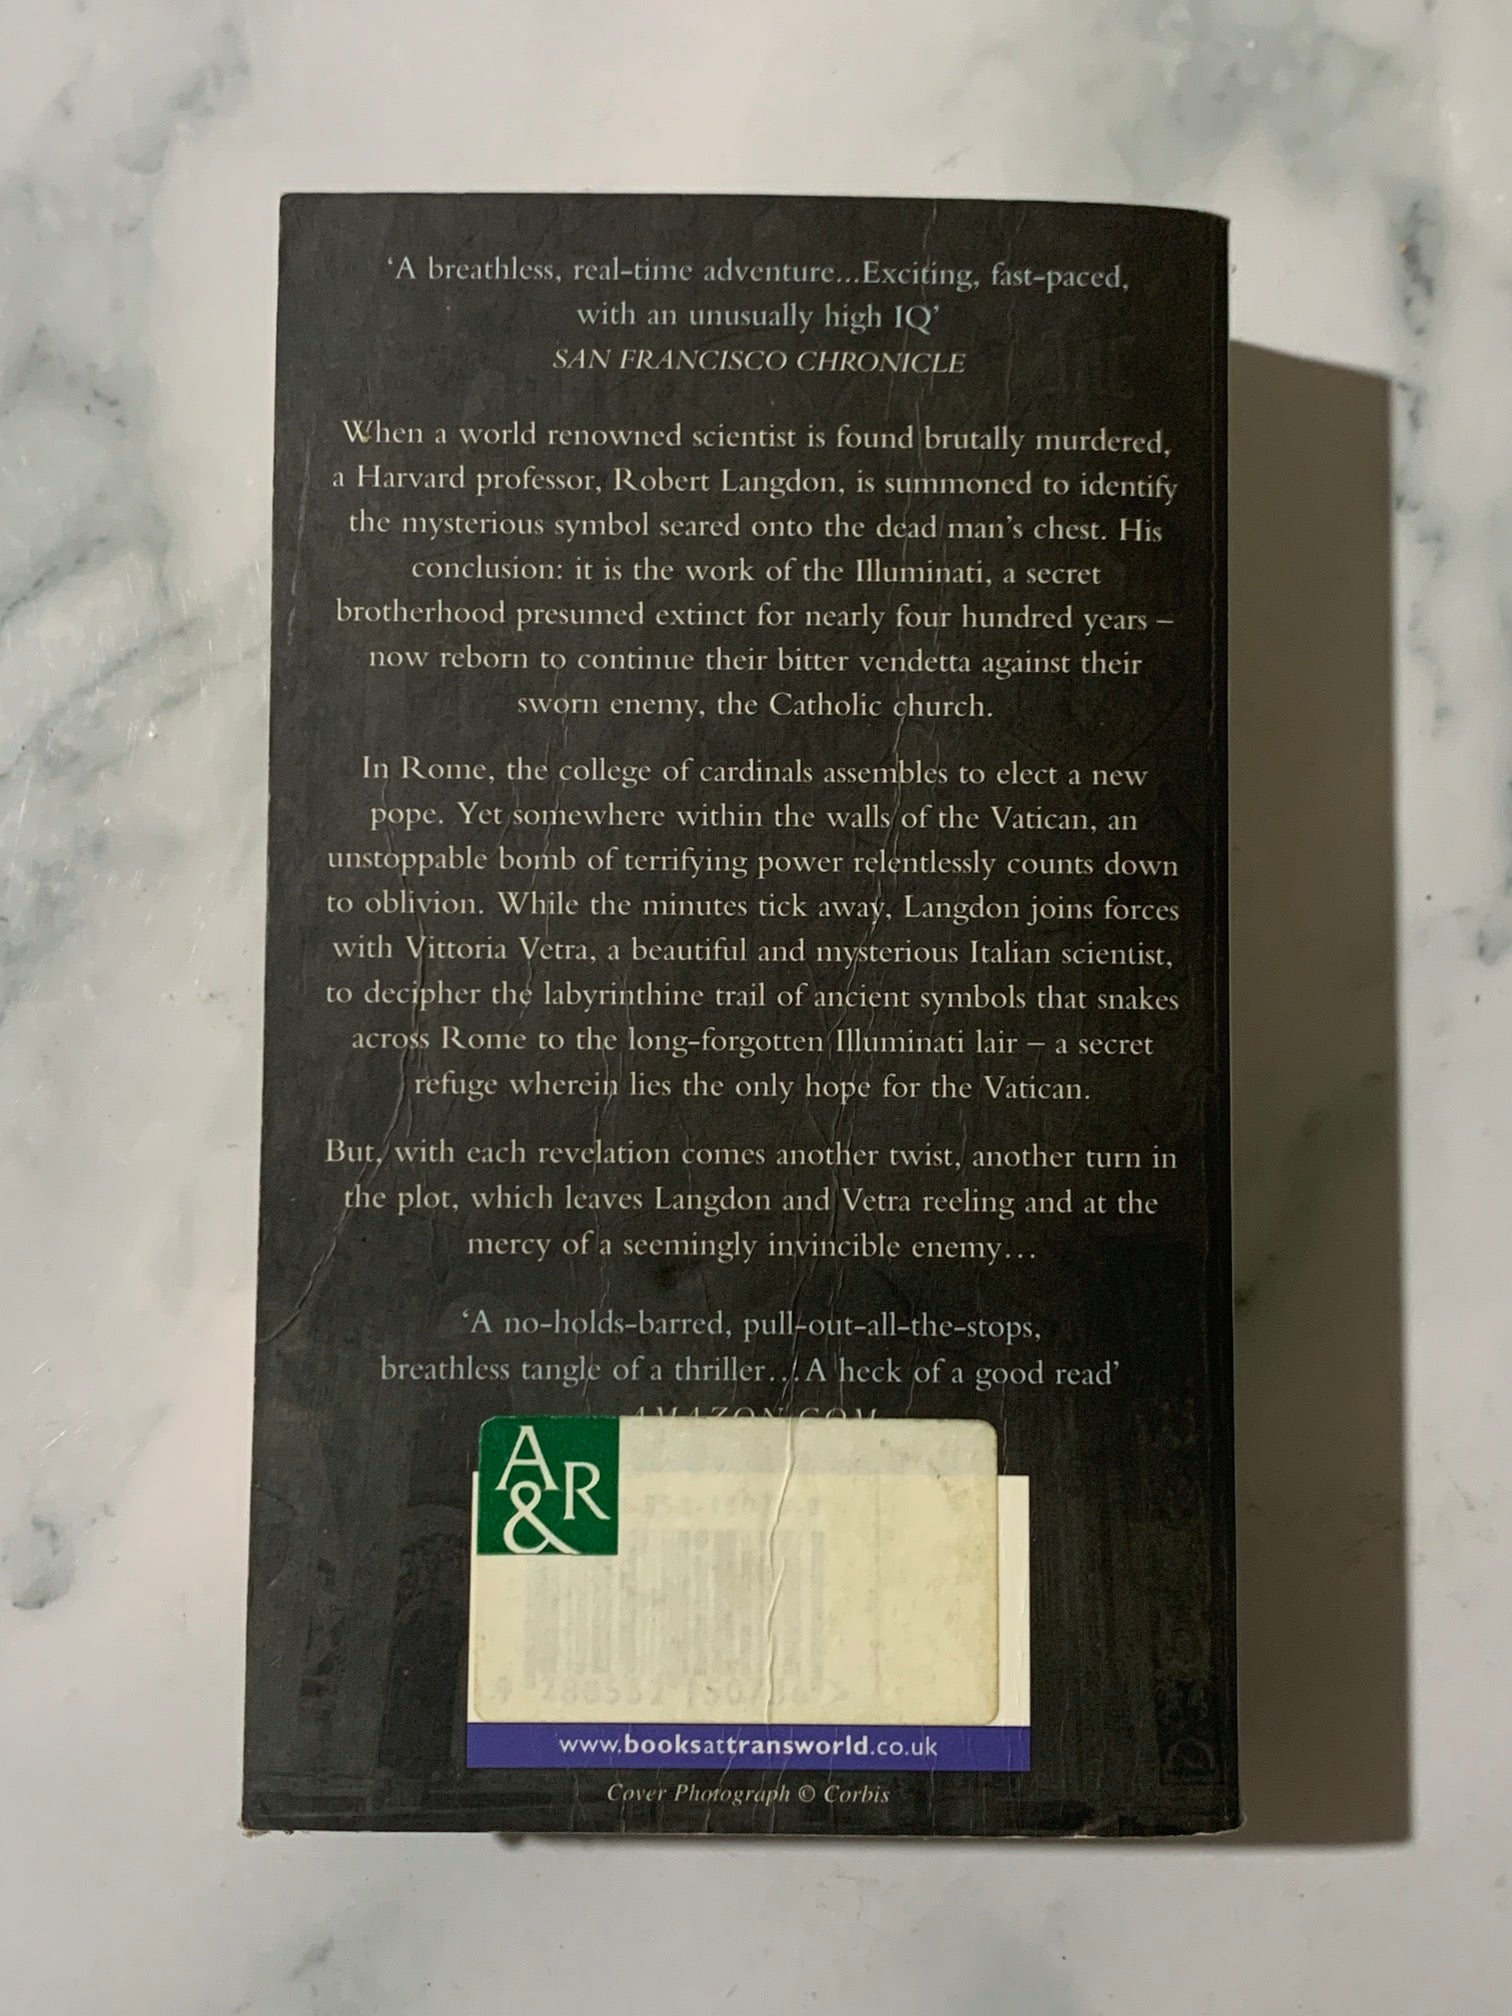 ‘A breathless, real-time adventure...Exciting, fast-paced,
with an unusually high IQ’
SAN FRANCISCO CHRONICLE
When a world renowned scientist is found brutally murdered,
a Harvard professor, Robert Langdon, is summoned to identify
the mysterious symbol seared onto the dead man’s chest. His
conclusion: it is the work of the Illuminati, a secret
brotherhood presumed extinct for nearly four hundred years –
now reborn to continue their bitter vendetta against their
sworn enemy, the Catholic church.
In Rome, the college of cardinals assembles to elect a new
pope. Yet somewhere within the walls of the Vatican, an
unstoppable bomb of terrifying power relentlessly counts down
to oblivion. While the minutes tick away, Langdon joins forces
with Vittoria Vetra, a beautiful and mysterious Italian scientist,
to decipher the labyrinthine trail of ancient symbols that snakes
across Rome to the long-forgotten Illuminati lair – a secret
refuge wherein lies the only hope for the Vatican.
But, with each revelation comes another twist, another turn in
the plot, which leaves Langdon and Vetra reeling and at the
mercy of a seemingly invincible enemy...
‘A no-holds-barred, pull-out-all-the-stops,
breathless tangle of a thriller...A heck of a good read’
AMAZON.COM
A&R
www.booksattransworld.co.uk
Cover Photograph © Corbis